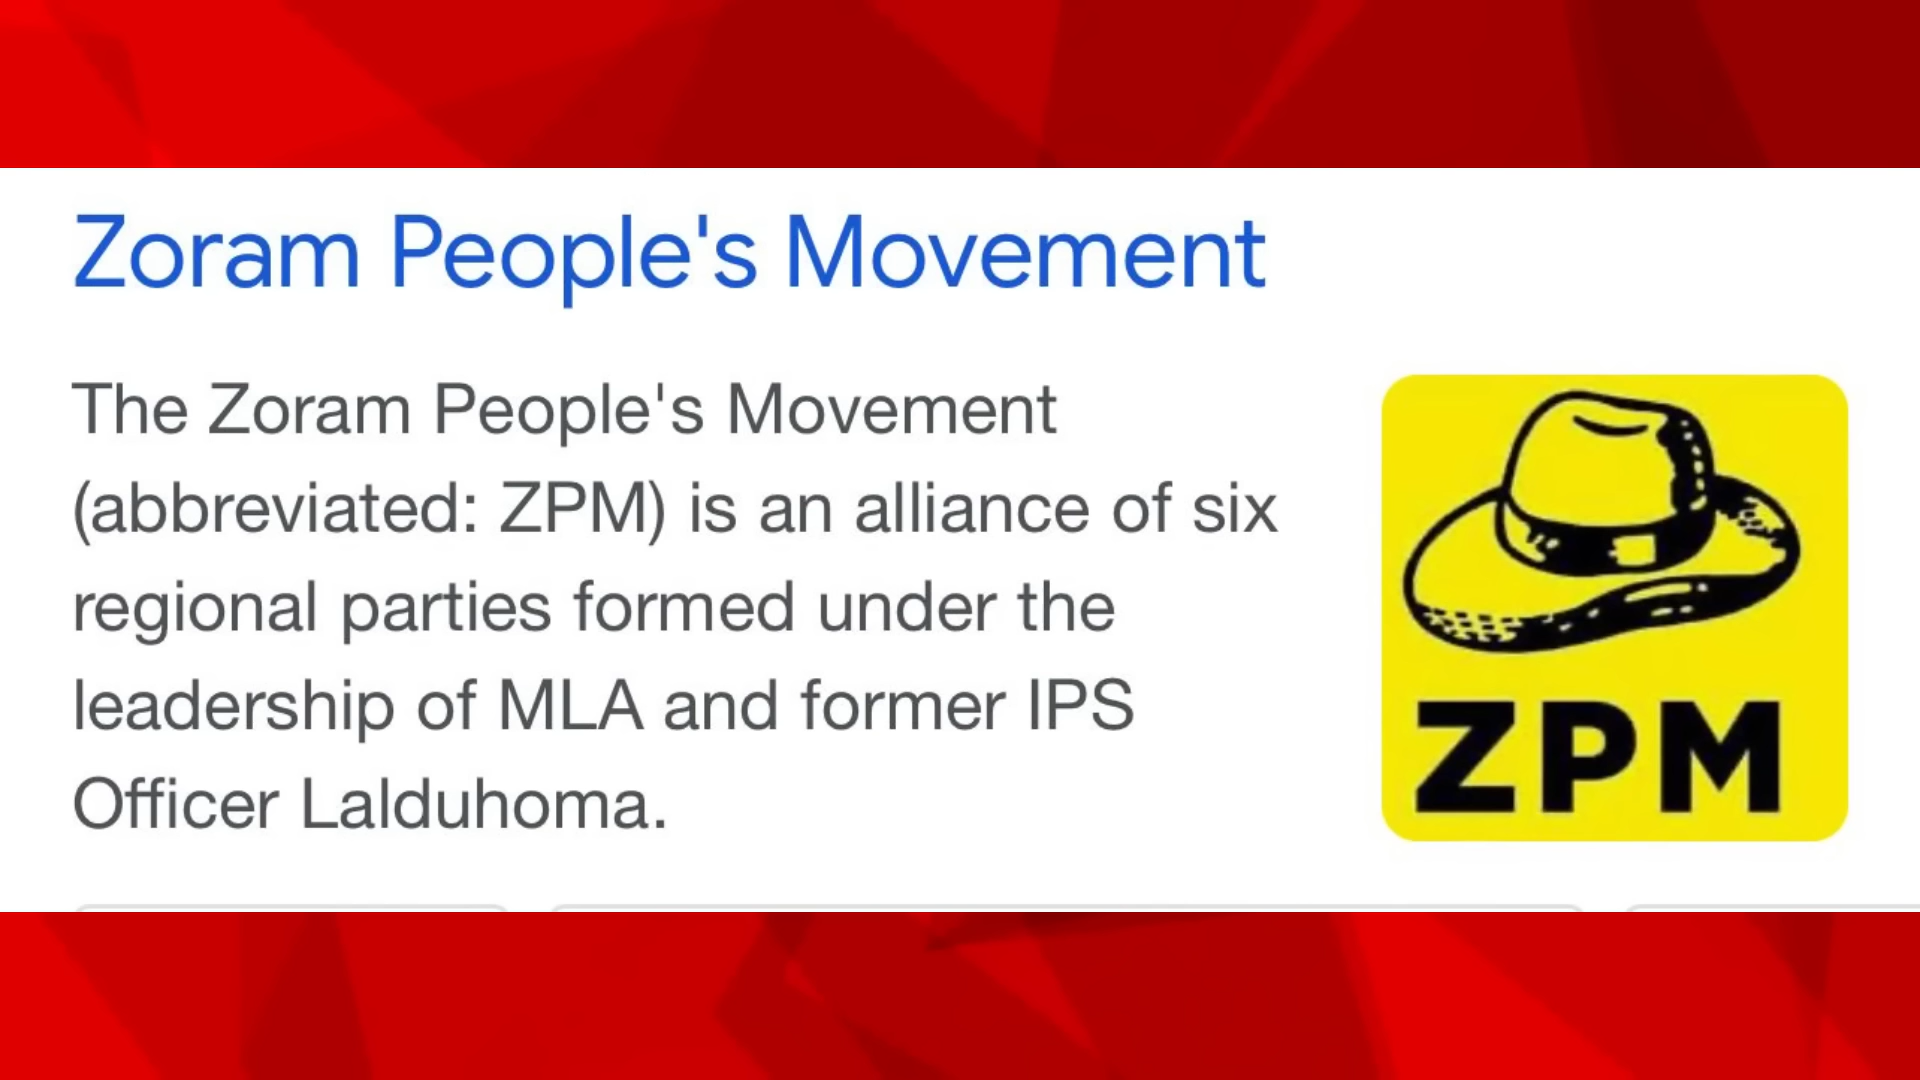 Zoram People's Movement
The Zoram People's Movement
(abbreviated: ZPM) is an alliance of six
regional parties formed under the
leadership of MLA and former IPS
Officer Lalduhoma.
ZPM